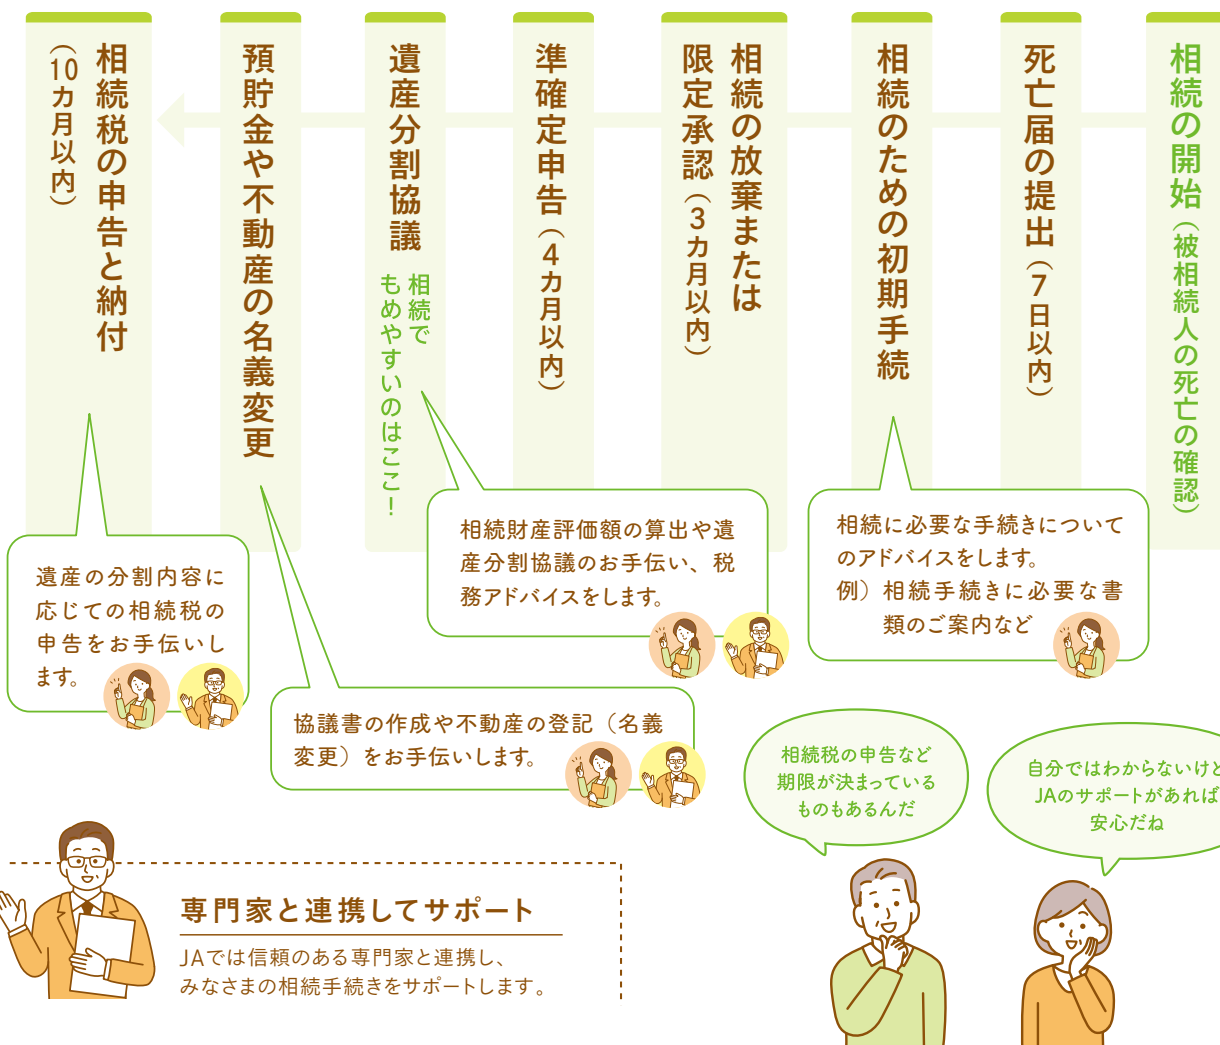 相続の開始（被相続人の死亡の確認）
死亡届の提出（7日以内）
相続のための初期手続
相続の放棄または
限定承認（3カ月以内）
準確定申告（4カ月以内）
遺産分割協議
相続で
もめやすいのはここ！
預貯金や不動産の名義変更
相続税の申告と納付
（10カ月以内）
相続に必要な手続きについて
のアドバイスをします。
例）相続手続きに必要な書
類のご案内など
相続財産評価額の算出や遺
産分割協議のお手伝い、税
務アドバイスをします。
協議書の作成や不動産の登記（名義
変更）をお手伝いします。
遺産の分割内容に
応じての相続税の
申告をお手伝いし
ます。
自分ではわからないけど
JAのサポートがあれば
安心だね
相続税の申告など
期限が決まっている
ものもあるんだ
専門家と連携してサポート
JAでは信頼のある専門家と連携し、
みなさまの相続手続きをサポートします。